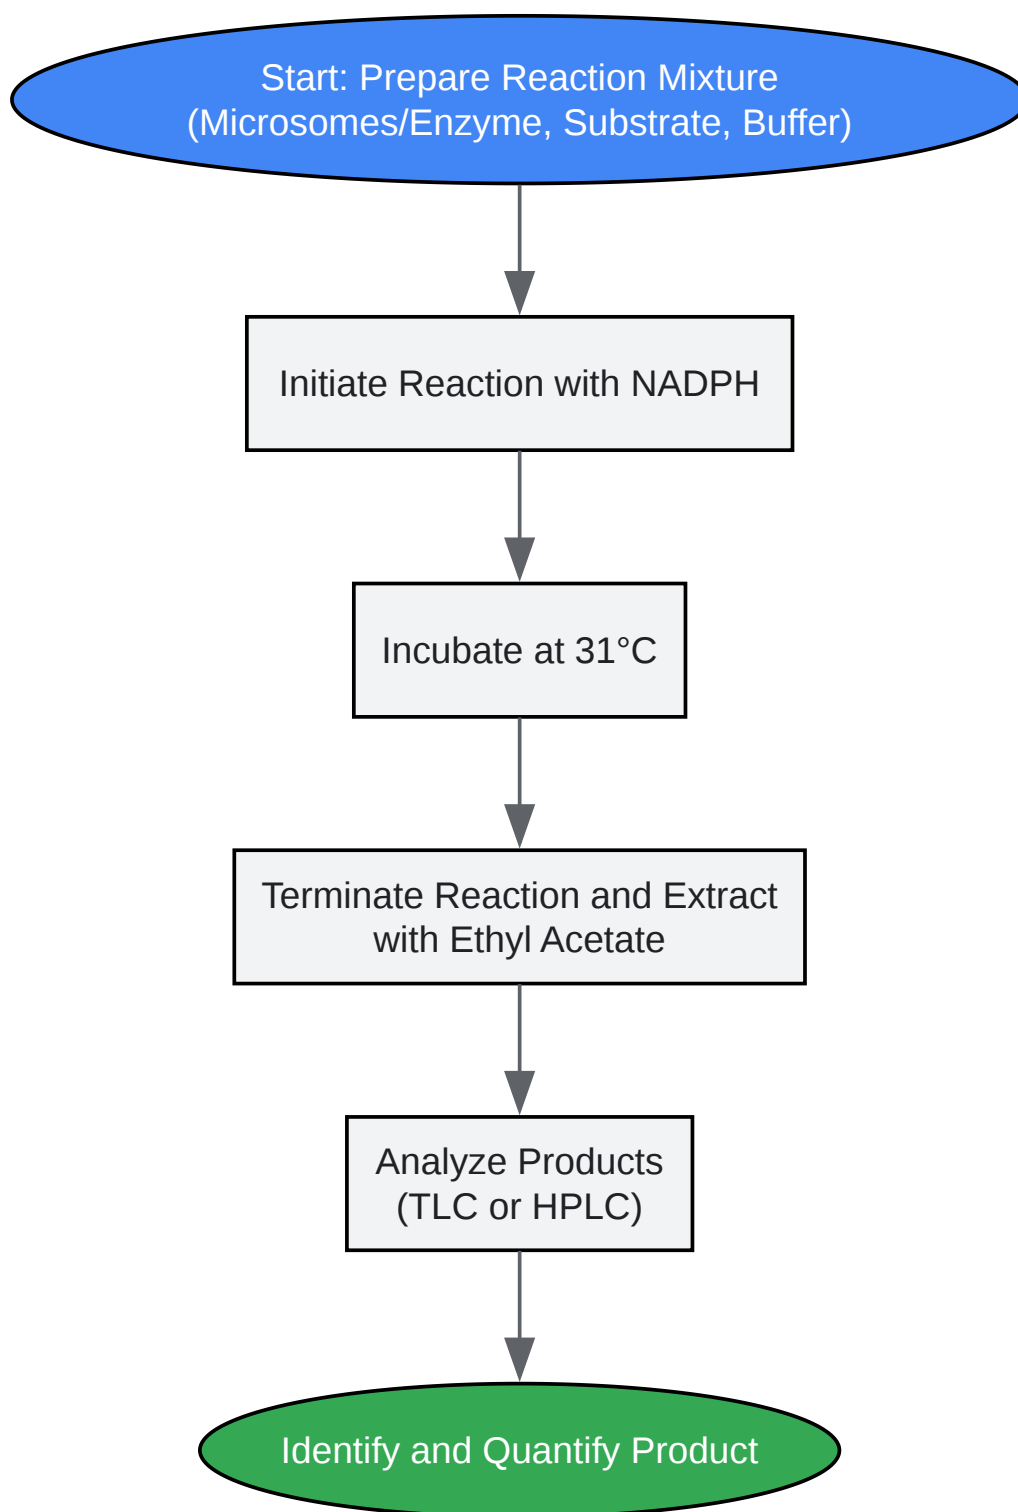 Start: Prepare Reaction Mixture
(Microsomes/Enzyme, Substrate, Buffer)
Initiate Reaction with NADPH
Incubate at 31°C
Terminate Reaction and Extract
with Ethyl Acetate
Analyze Products
(TLC or HPLC)
Identify and Quantify Product